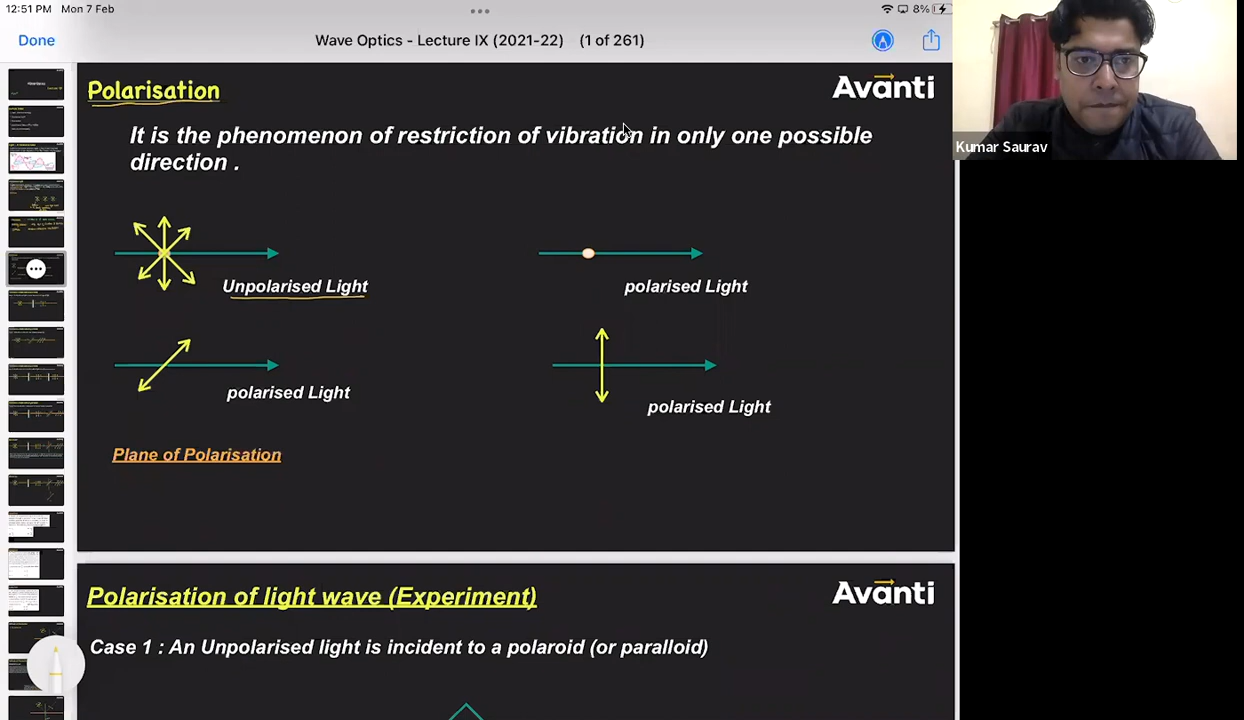 12:51 PM Mon 7 Feb
8%
Done
Wave Optics - Lecture IX (2021-22) (1 of 261)
Polarisation
Avanti
It is the phenomenon of restriction of vibration in only one possible
direction .
Kumar Saurav
Unpolarised Light
polarised Light
polarised Light
polarised Light
Plane of Polarisation
Polarisation of light wave (Experiment)
Avanti
Case 1 : An Unpolarised light is incident to a polaroid (or paralloid)